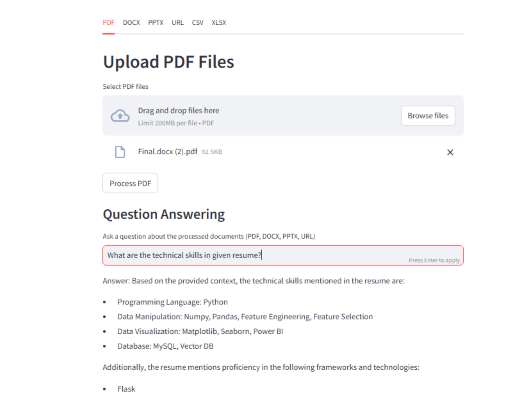 PDF DOCX PPTX URL CSV XLSX
Upload PDF Files
Select PDF files
Drag and drop files here
Limit 200MB per file • PDF
Browse files
Final.docx (2).pdf 92.5KB
Process PDF
Question Answering
Ask a question about the processed documents (PDF, DOCX, PPTX, URL)
What are the technical skills in given resume?
Press Enter to apply
Answer: Based on the provided context, the technical skills mentioned in the resume are:
• Programming Language: Python
• Data Manipulation: Numpy, Pandas, Feature Engineering, Feature Selection
• Data Visualization: Matplotlib, Seaborn, Power BI
• Database: MySQL, Vector DB
Additionally, the resume mentions proficiency in the following frameworks and technologies:
• Flask